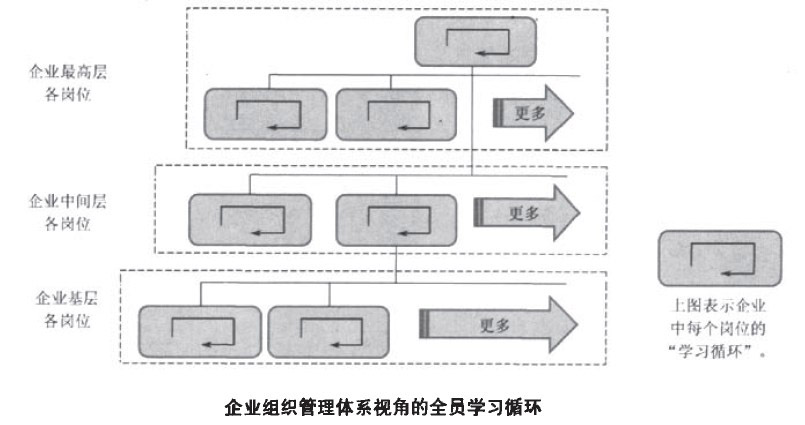 企业最高层
各岗位
更多
企业中间层
各岗位
更多
企业基层
各岗位
更多
上图表示企业
中每个岗位的
“学习循环”。
企业组织管理体系视角的全员学习循环